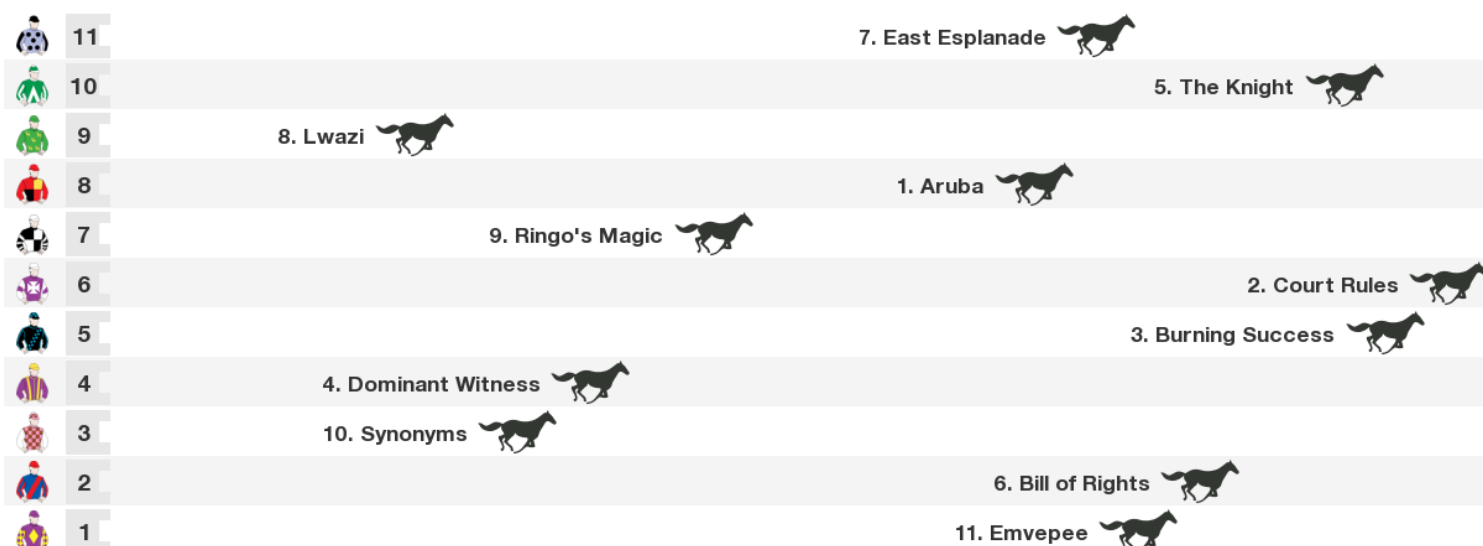 11 7. East Esplanade
10 5. The Knight
9 8. Lwazi
8 1. Aruba
7 9. Ringo's Magic
6 2. Court Rules
5 3. Burning Success
4 4. Dominant Witness
3 10. Synonyms
2 6. Bill of Rights
1 11. Emvepee